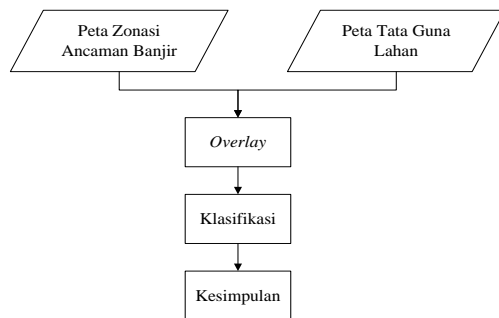 Peta Zonasi
Ancaman Banjir
Peta Tata Guna
Lahan
Overlay
Klasifikasi
Kesimpulan